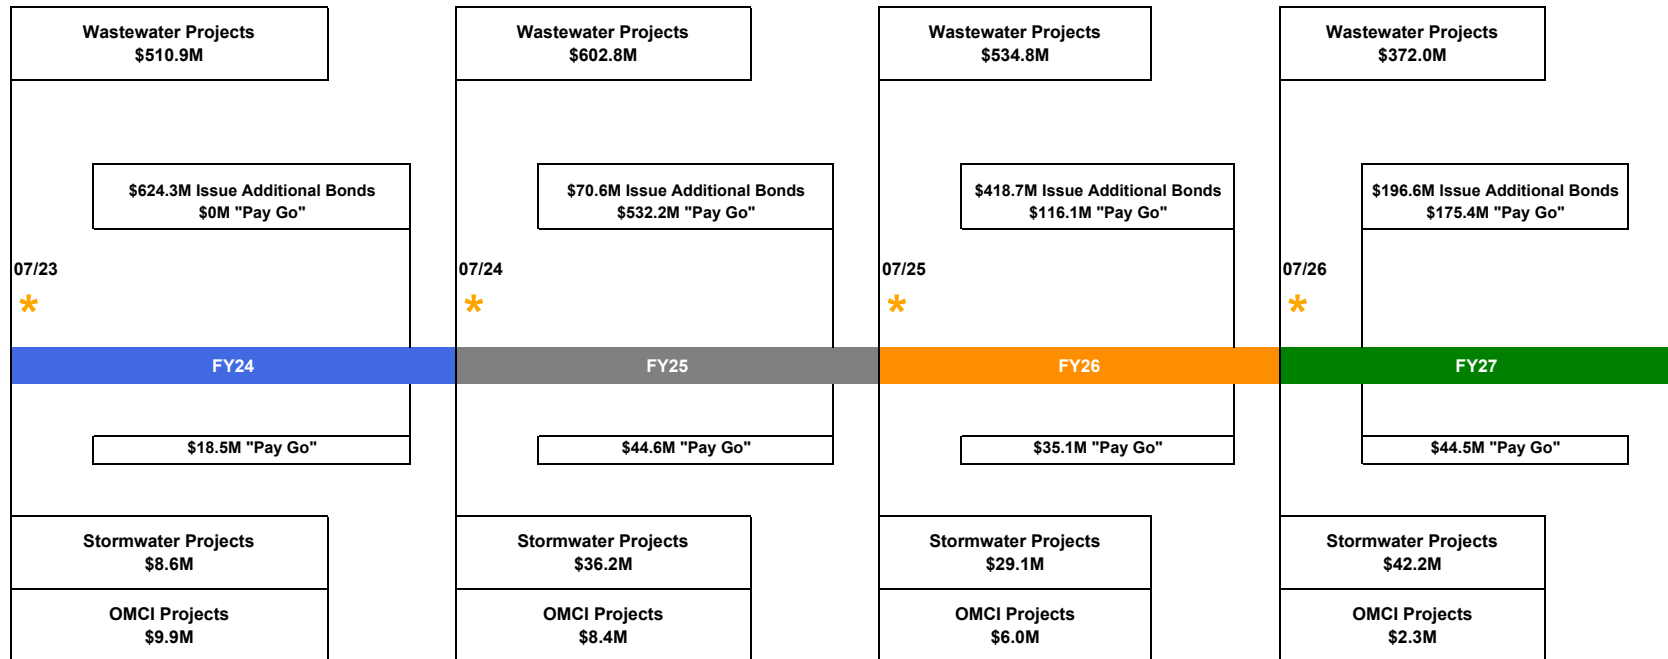 Wastewater Projects
$510.9M
Wastewater Projects
$602.8M
Wastewater Projects
$534.8M
Wastewater Projects
$372.0M
$624.3M Issue Additional Bonds
$0M "Pay Go"
$70.6M Issue Additional Bonds
$532.2M "Pay Go"
$418.7M Issue Additional Bonds
$116.1M "Pay Go"
$196.6M Issue Additional Bonds
$175.4M "Pay Go"
07/23
*
07/24
*
07/25
*
07/26
*
FY24
FY25
FY26
FY27
$18.5M "Pay Go"
$44.6M "Pay Go"
$35.1M "Pay Go"
$44.5M "Pay Go"
Stormwater Projects
$8.6M
Stormwater Projects
$36.2M
Stormwater Projects
$29.1M
Stormwater Projects
$42.2M
OMCI Projects
$9.9M
OMCI Projects
$8.4M
OMCI Projects
$6.0M
OMCI Projects
$2.3M